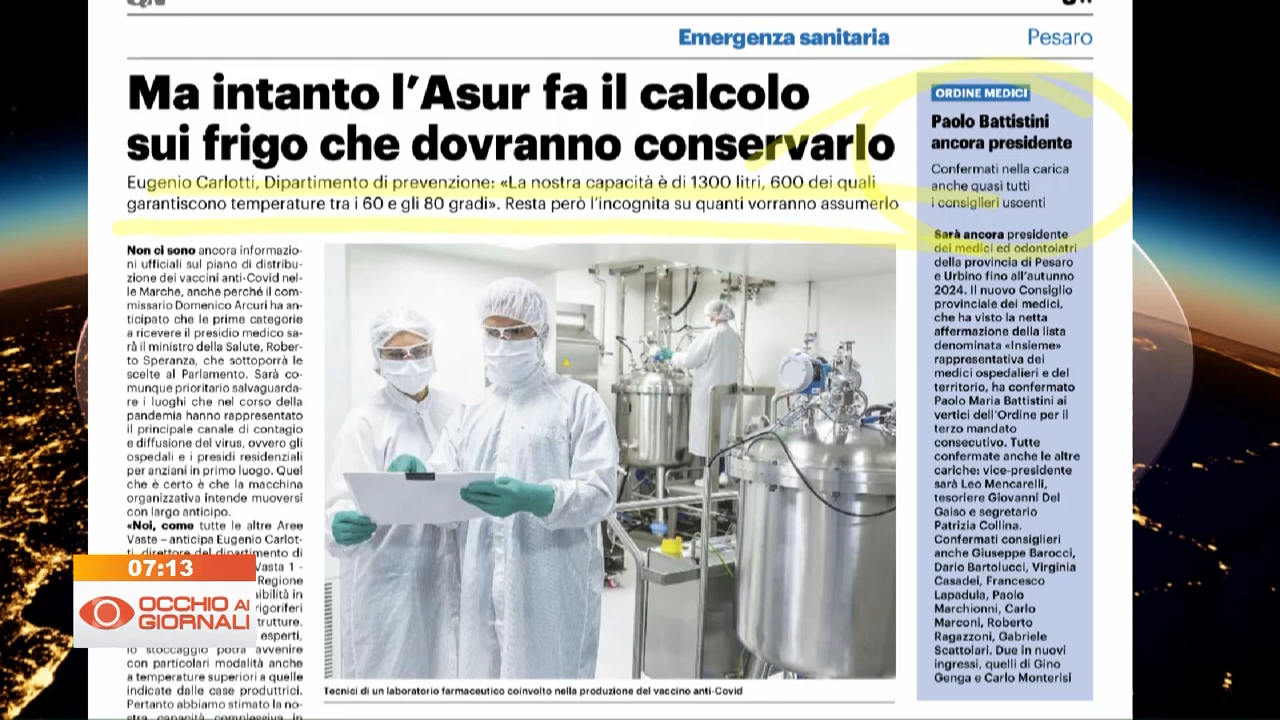 Emergenza sanitaria
Pesaro
Ma intanto l'Asur fa il calcolo
sui frigo che dovranno conservarlo
Eugenio Carlotti, Dipartimento di prevenzione: «La nostra capacità è di 1300 litri, 600 dei quali
garantiscono temperature tra i 60 e gli 80 gradi». Resta però l'incognita su quanti vorranno assumerlo
Non ci sono ancora informazio-
ni ufficiali sul piano di distribu-
zione dei vaccini anti-Covid nel-
le Marche, anche perché il com-
missario Domenico Arcuri ha an-
ticipato che le prime categorie
a ricevere il presidio medico sa-
rà il ministro della Salute, Rober-
to Speranza, che sottoporrà le
scelte al Parlamento. Sarà co-
munque prioritario salvaguarda-
re i luoghi che nel corso della
pandemia hanno rappresentato
il principale canale di contagio
e diffusione del virus, ovvero gli
ospedali e i presidi residenziali
per anziani in primo luogo. Quel
che è certo è che la macchina
organizzativa intende muoversi
con largo anticipo.
«Noi, come tutte le altre Aree
Vaste – anticipa Eugenio Carlot-
ti, direttore del dipartimento di
Vasta 1 -
Regione
ibilità in
rigoriferi
trutture.
esperti,
lo stoccaggio potrà avvenire
con particolari modalità anche
a temperature superiori a quelle
indicate dalle case produttrici.
Pertanto abbiamo stimato la no-
stra capacità complessiva in
Tecnici di un laboratorio farmaceutico coinvolto nella produzione del vaccino anti-Covid
ORDINE MEDICI
Paolo Battistini
ancora presidente
Confermati nella carica
anche quasi tutti
i consiglieri uscenti
Sarà ancora presidente
dei medici ed odontoiatri
della provincia di Pesaro
e Urbino fino all'autunno
2024. Il nuovo Consiglio
provinciale dei medici,
che ha visto la netta
affermazione della lista
denominata «Insieme»
rappresentativa dei
medici ospedalieri e del
territorio, ha confermato
Paolo Maria Battistini ai
vertici dell'Ordine per il
terzo mandato
consecutivo. Tutte
confermate anche le altre
cariche: vice-presidente
sarà Leo Mencarelli,
tesoriere Giovanni Del
Gaiso e segretario
Patrizia Collina.
Confermati consiglieri
anche Giuseppe Barocci,
Dario Bartolucci, Virginia
Casadei, Francesco
Lapadula, Paolo
Marchionni, Carlo
Marconi, Roberto
Ragazzoni, Gabriele
Scattolari. Due in nuovi
ingressi, quelli di Gino
Genga e Carlo Monterisi
07:13
OCCHIO AI
GIORNALI